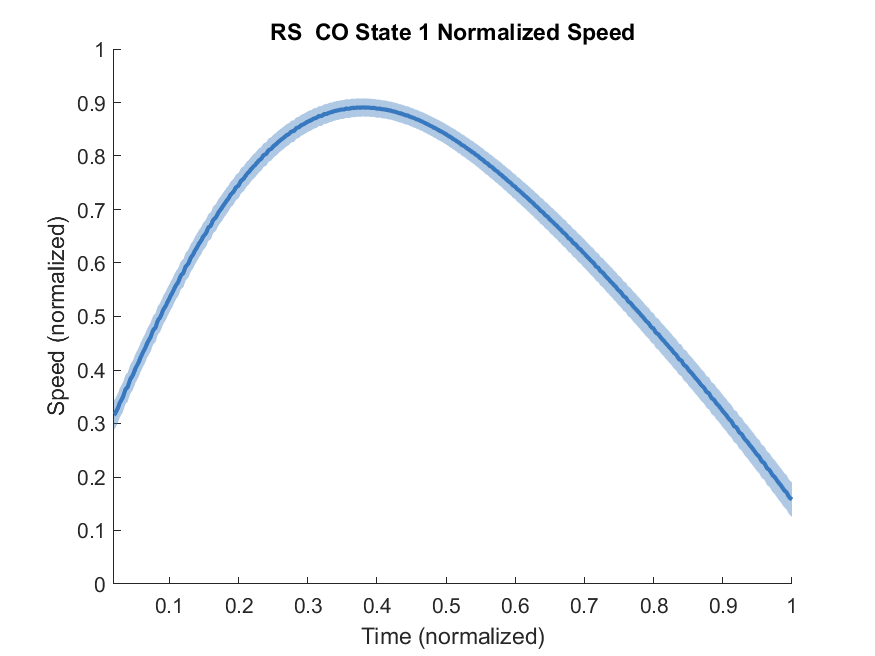 RS  CO State 1 Normalized Speed
1
0.9
0.8
0.7
0.6
0.5
0.4
0.3
0.2
0.1
0
Speed (normalized)
0.1 0.2 0.3 0.4 0.5 0.6 0.7 0.8 0.9 1
Time (normalized)